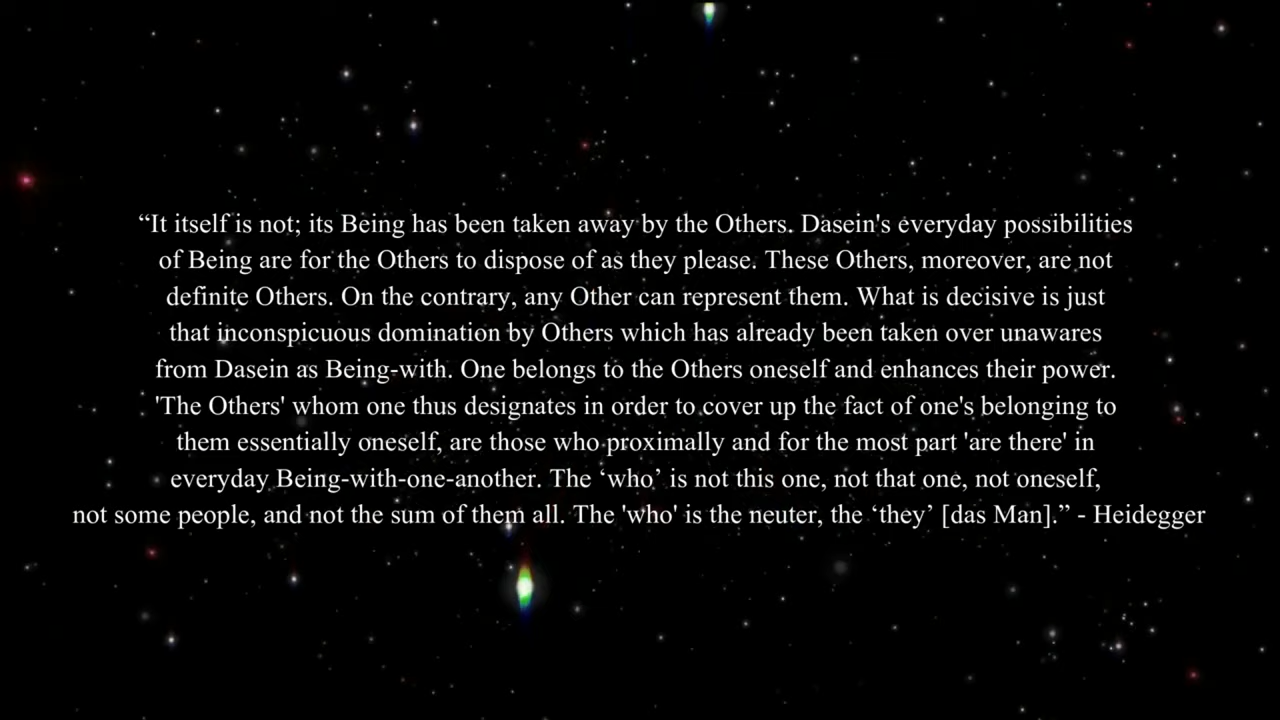 “It itself is not; its Being has been taken away by the Others. Dasein's everyday possibilities
of Being are for the Others to dispose of as they please. These Others, moreover, are not
definite Others. On the contrary, any Other can represent them. What is decisive is just
that inconspicuous domination by Others which has already been taken over unawares
from Dasein as Being-with. One belongs to the Others oneself and enhances their power.
'The Others' whom one thus designates in order to cover up the fact of one's belonging to
them essentially oneself, are those who proximally and for the most part 'are there' in
everyday Being-with-one-another. The ‘who’ is not this one, not that one, not oneself,
not some people, and not the sum of them all. The 'who' is the neuter, the ‘they’ [das Man].” - Heidegger